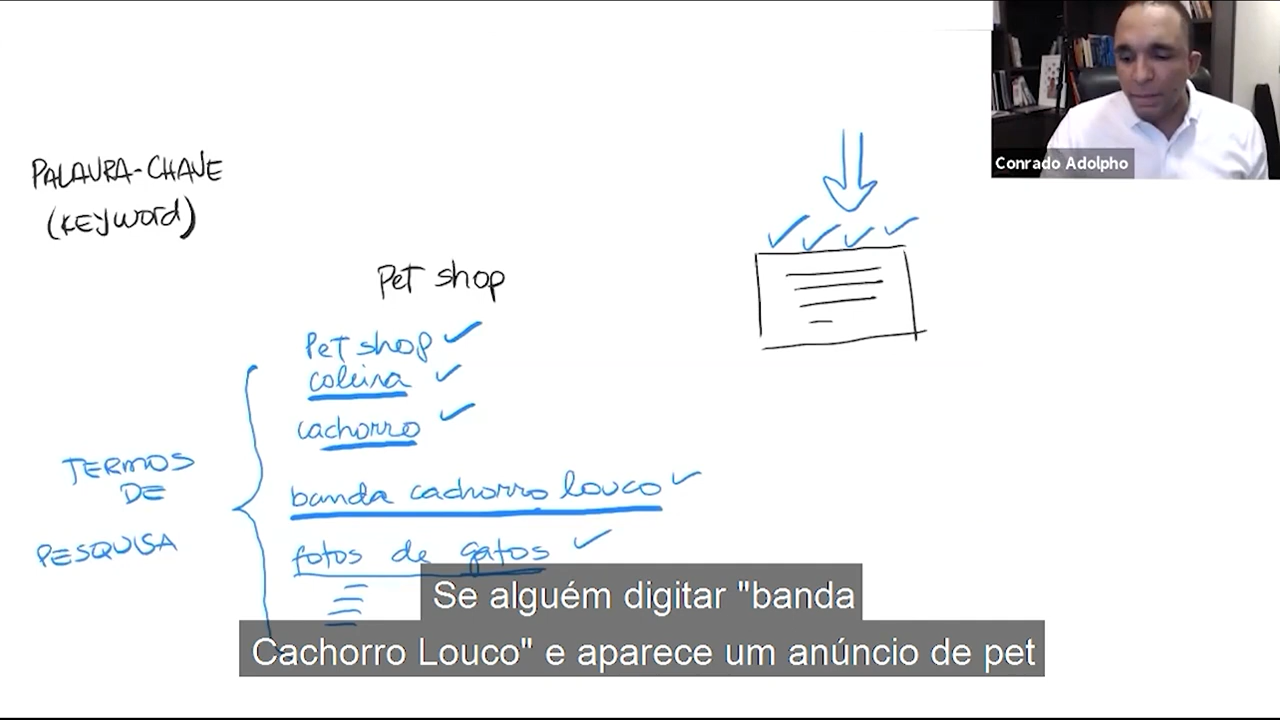 Conrado Adolpho
PALAVRA-CHAVE
(KEYWORD)
Pet shop
Pet shop
coleira
cachorro
TERMOS
DE
PESQUISA
banda cachorro louco
fotos de gatos
Se alguém digitar "banda
Cachorro Louco" e aparece um anúncio de pet